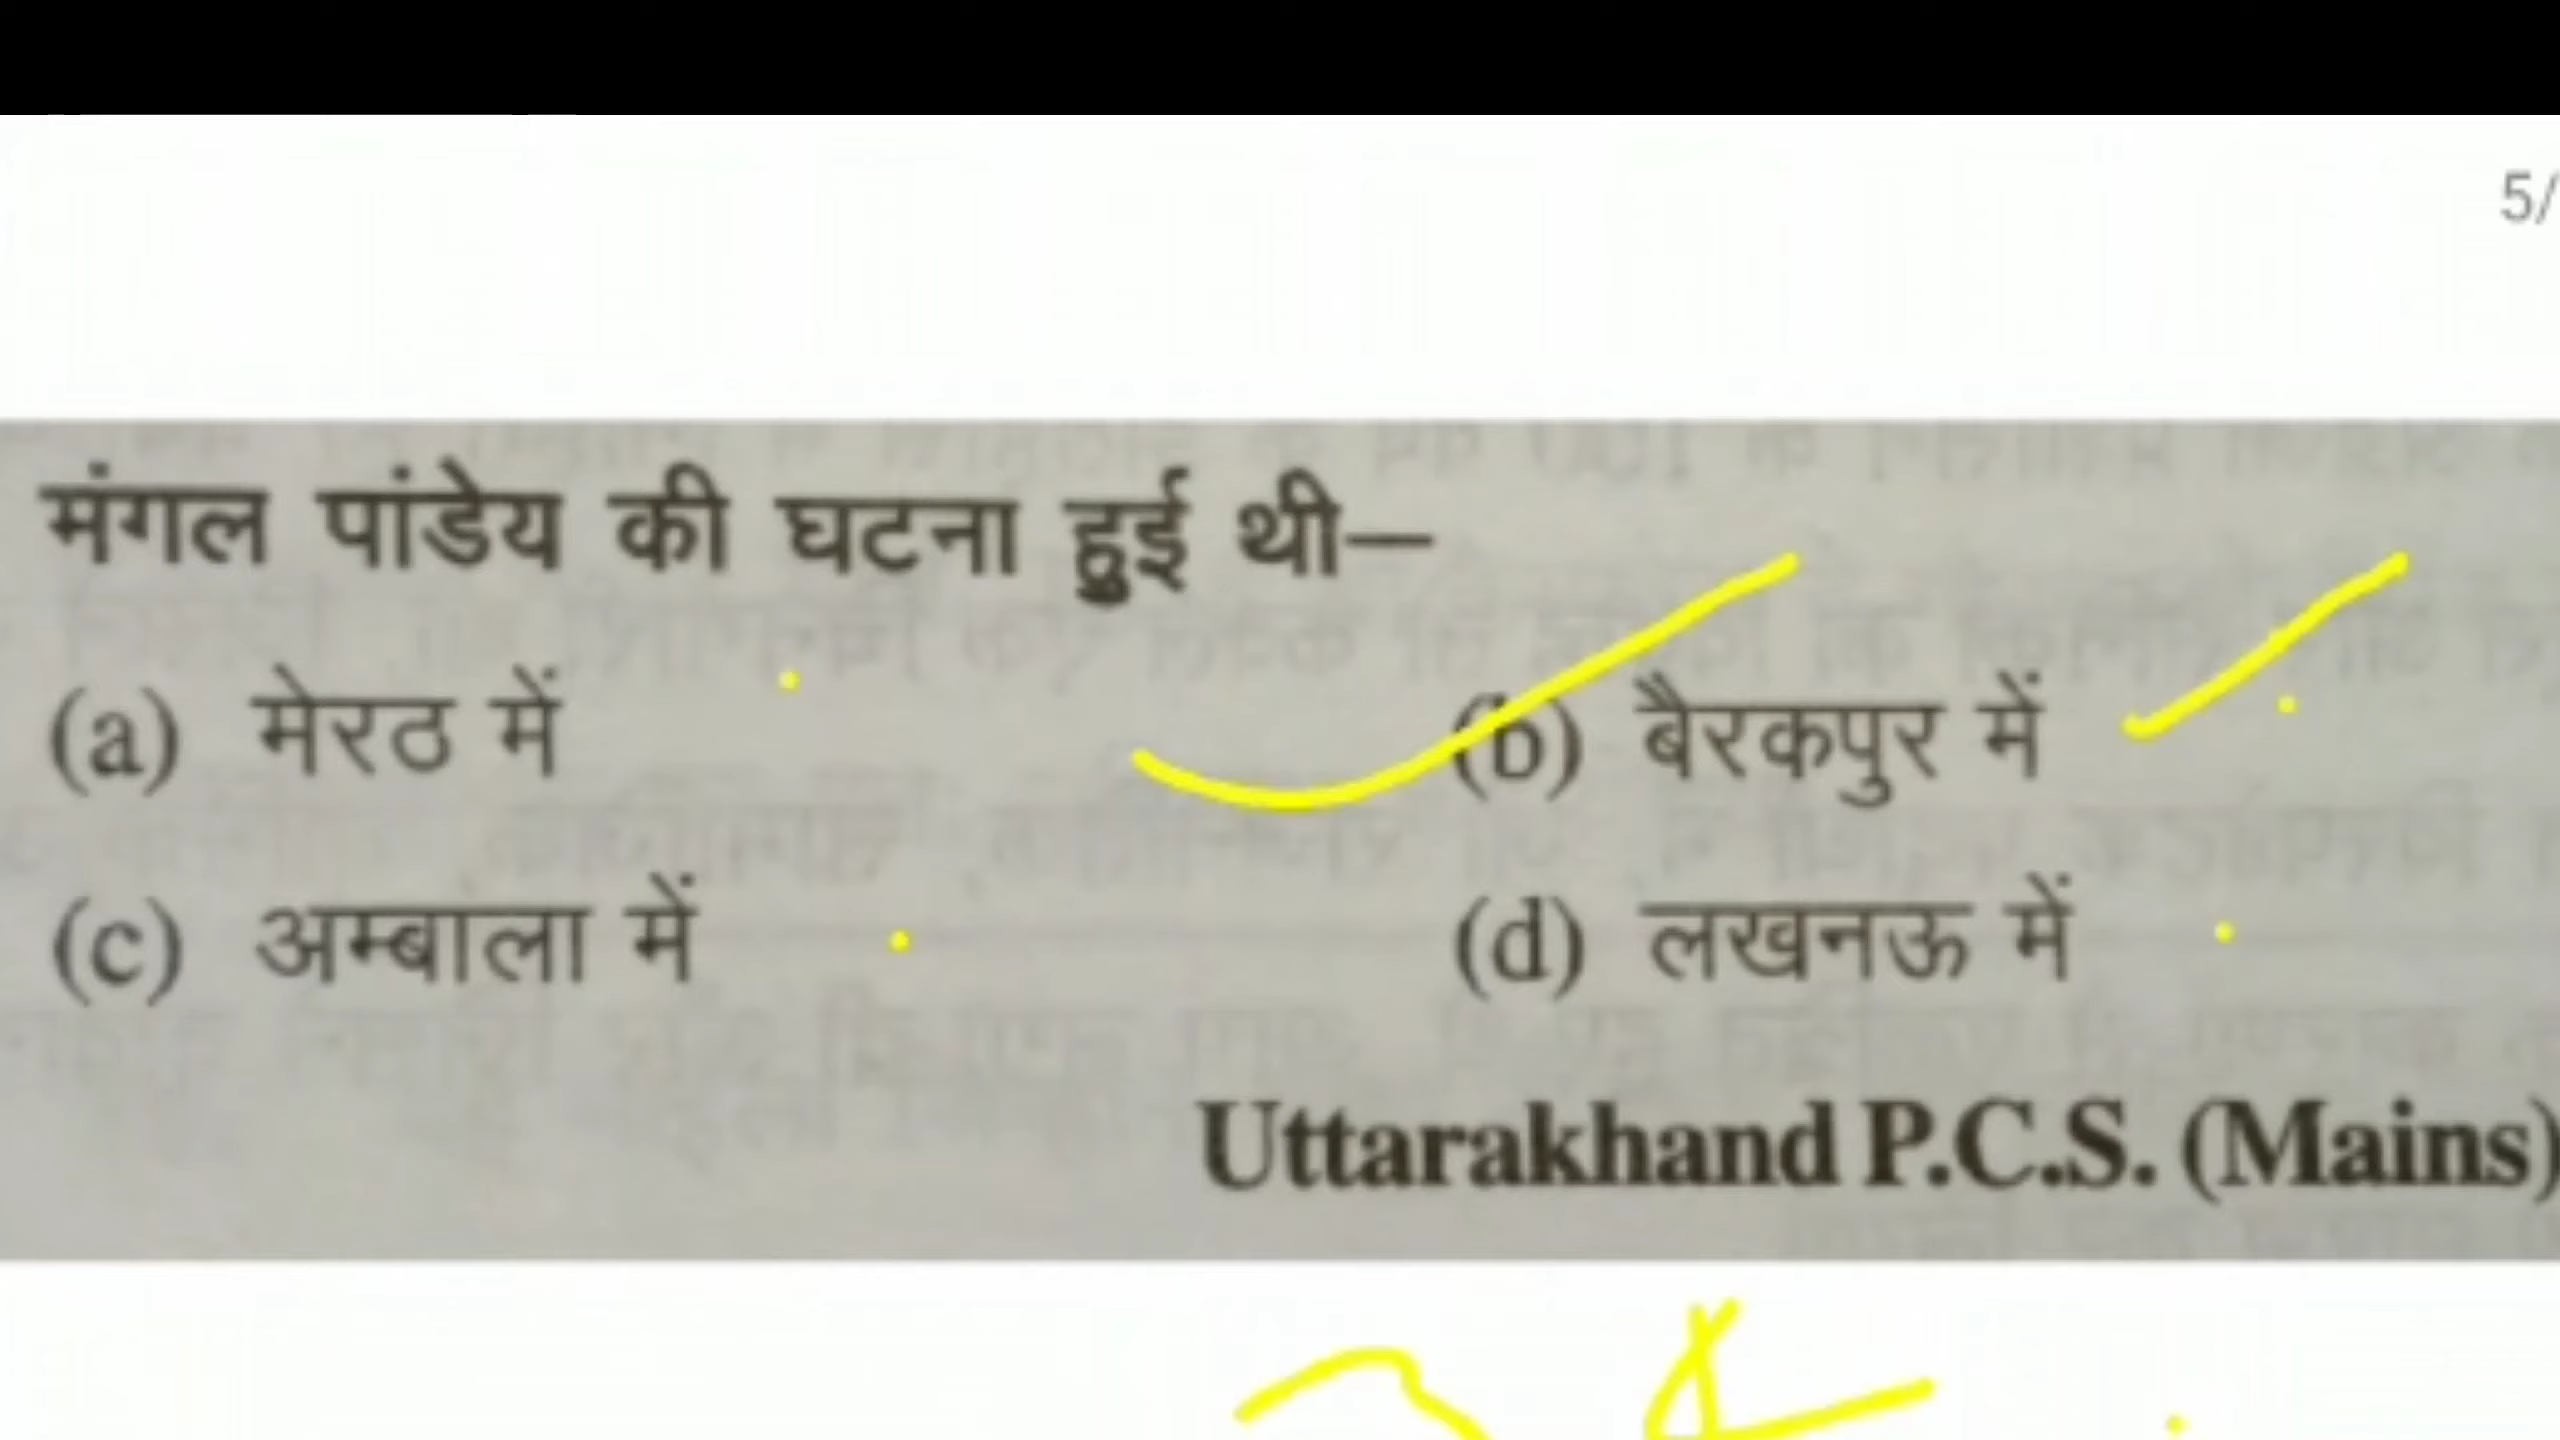 5/
मंगल पांडेय की घटना हुई थी—
(a) मेरठ में (b) बैरकपुर में
(c) अम्बाला में (d) लखनऊ में
Uttarakhand P.C.S. (Mains)